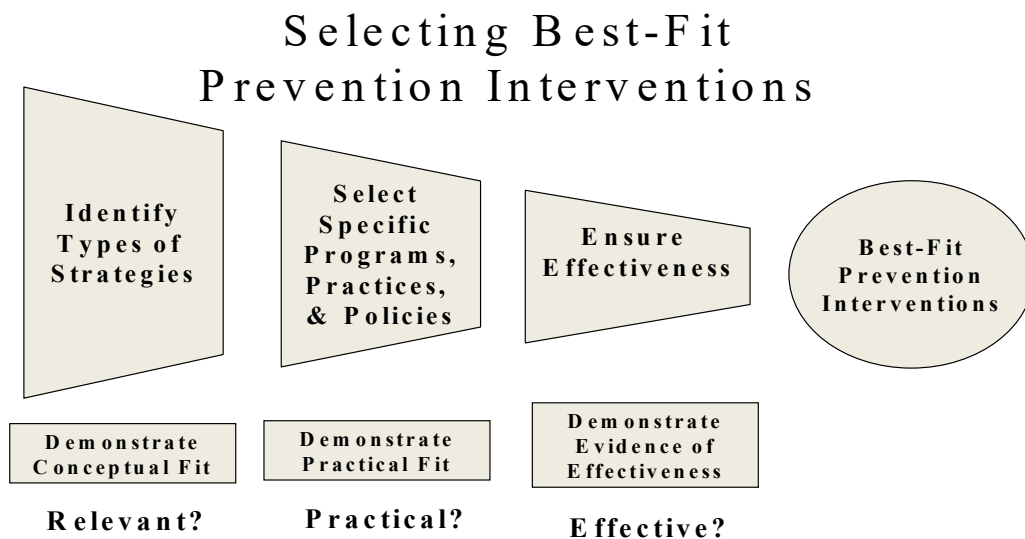 Selecting Best-Fit
Prevention Interventions
Identify
Types of
Strategies
Select
Specific
Programs,
Practices,
& Policies
Ensure
Effectiveness
Best-Fit
Prevention
Interventions
Demonstrate
Conceptual Fit
Demonstrate
Practical Fit
Demonstrate
Evidence of
Effectiveness
Relevant?
Practical?
Effective?